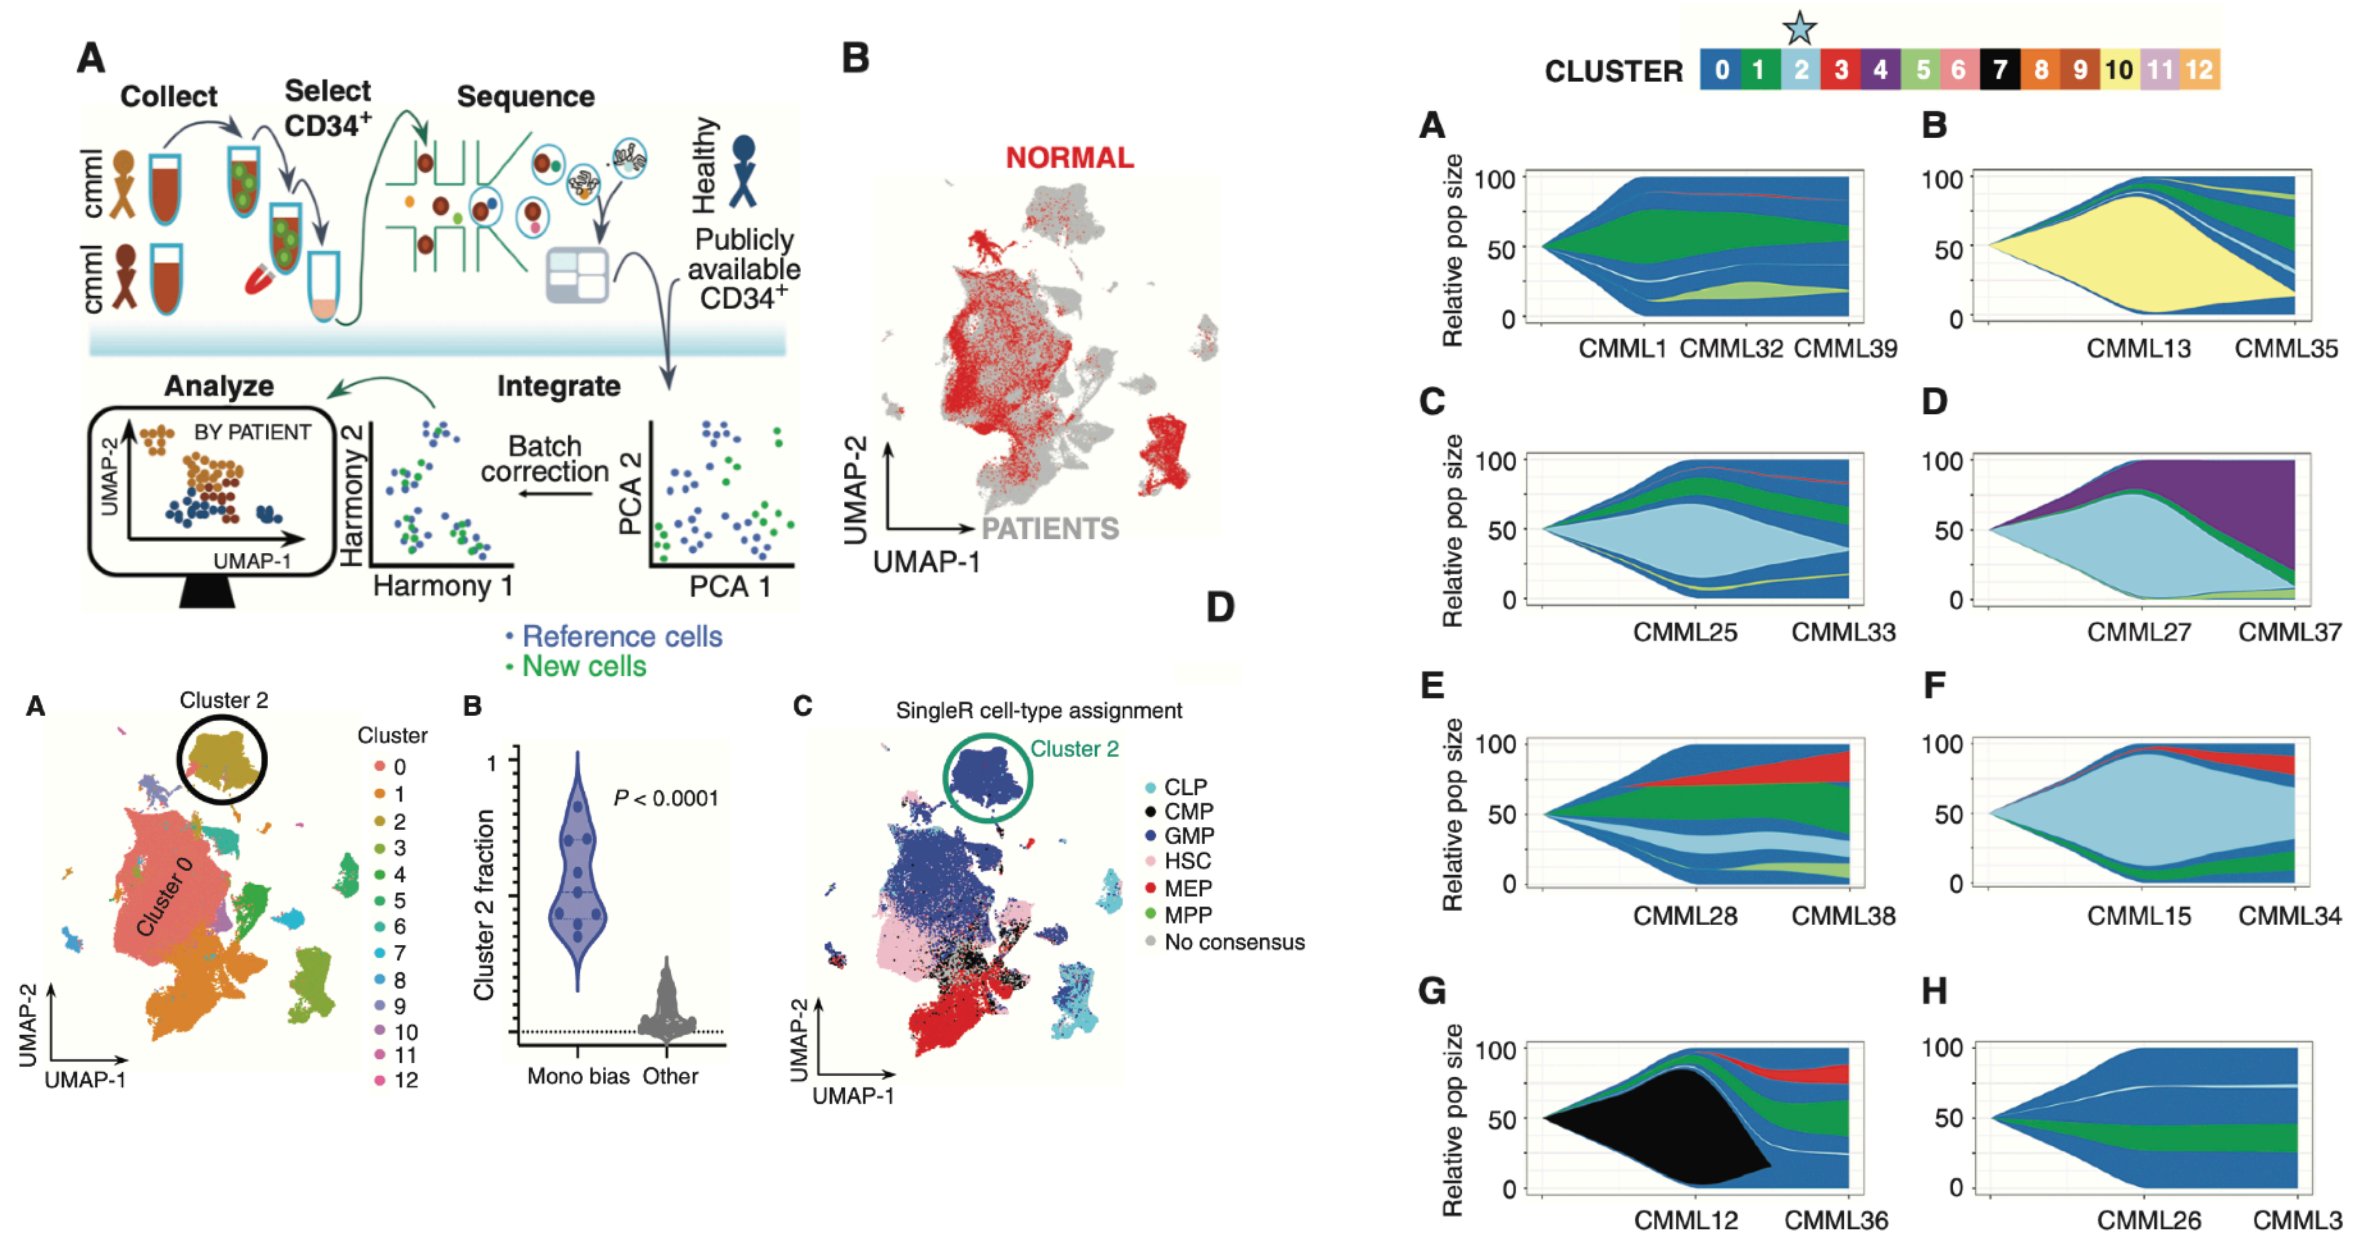 A
Collect
Select
CD34+
Sequence
cmml
cmml
Healthy
Publicly
available
CD34+
Analyze
BY PATIENT
UMAP-2
UMAP-1
Integrate
Harmony 2
Harmony 1
Batch
correction
PCA 2
PCA 1
• Reference cells
• New cells
B
NORMAL
PATIENTS
UMAP-2
UMAP-1
D
A
Cluster 2
Cluster 0
UMAP-2
UMAP-1
Cluster
0
1
2
3
4
5
6
7
8
9
10
11
12
B
Cluster 2 fraction
1
P < 0.0001
Mono bias Other
C
SingleR cell-type assignment
Cluster 2
UMAP-2
UMAP-1
CLP
CMP
GMP
HSC
MEP
MPP
No consensus
CLUSTER 0 1 2 3 4 5 6 7 8 9 10 11 12
A
Relative pop size
100
50
0
CMML1 CMML32 CMML39
B
100
50
0
CMML13 CMML35
C
Relative pop size
100
50
0
CMML25 CMML33
D
100
50
0
CMML27 CMML37
E
Relative pop size
100
50
0
CMML28 CMML38
F
100
50
0
CMML15 CMML34
G
Relative pop size
100
50
0
CMML12 CMML36
H
100
50
0
CMML26 CMML3